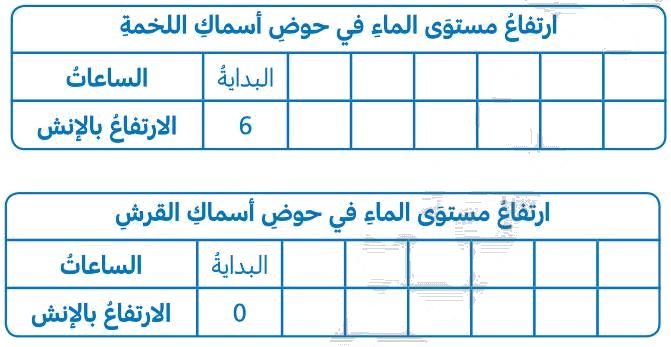 ارتفاعُ مستوَى الماءِ في حوضِ أسماكِ اللخمةِ
الساعاتُ البدايةُ
الارتفاعُ بالإنش 6
ارتفاعُ مستوَى الماءِ في حوضِ أسماكِ القرشِ
الساعاتُ البدايةُ
الارتفاعُ بالإنش 0